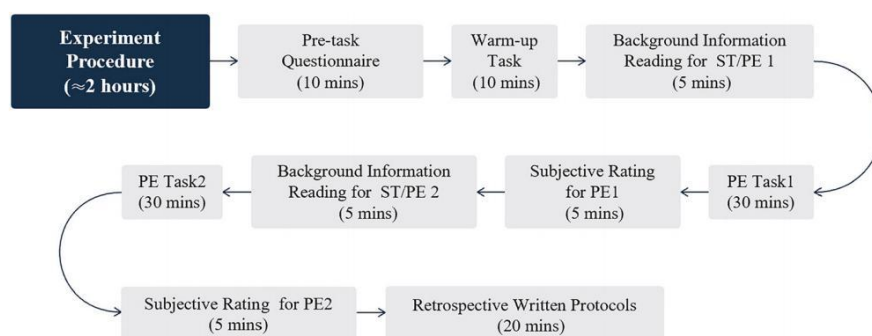 Experiment
Procedure
(≈2 hours)
Pre-task
Questionnaire
(10 mins)
Warm-up
Task
(10 mins)
Background Information
Reading for ST/PE 1
(5 mins)
PE Task1
(30 mins)
Subjective Rating
for PE1
(5 mins)
Background Information
Reading for ST/PE 2
(5 mins)
PE Task2
(30 mins)
Subjective Rating for PE2
(5 mins)
Retrospective Written Protocols
(20 mins)